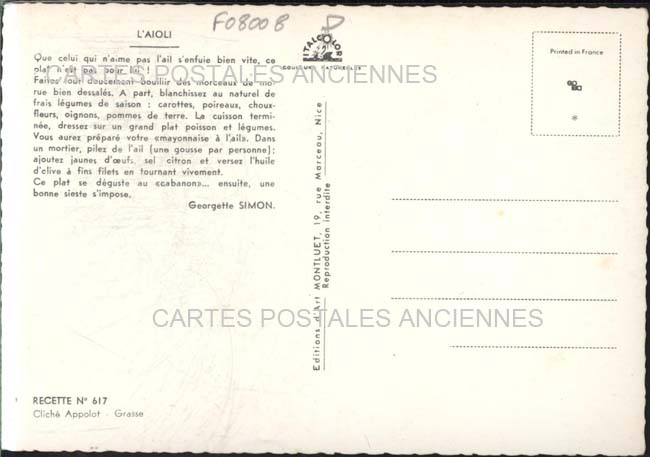 L'AIOLI
Que celui qui n'aime pas l'ail s'enfuie bien vite, ce
plat n'est pas pour lui !
Faites tout doucement bouillir des morceaux de mo-
rue bien dessalés. A part, blanchissez au naturel de
frais légumes de saison : carottes, poireaux, choux-
fleurs, oignons, pommes de terre. La cuisson termi-
née, dressez sur un grand plat poisson et légumes.
Vous aurez préparé votre «mayonnaise à l'ail». Dans
un mortier, pilez de l'ail (une gousse par personne);
ajoutez jaunes d'œufs, sel citron et versez l'huile
d'olive à fins filets en tournant vivement.
Ce plat se déguste au «cabanon»... ensuite, une
bonne sieste s'impose.
Georgette SIMON.
RECETTE N° 617
Cliché Appolot - Grasse
F08008
D
ITALCOLOR
COULEURS NATURELLES
Editions d'Art MONTLUET, 19, rue Marceau, Nice
Reproduction interdite
Printed in France
*
CARTES POSTALES ANCIENNES
CARTES POSTALES ANCIENNES